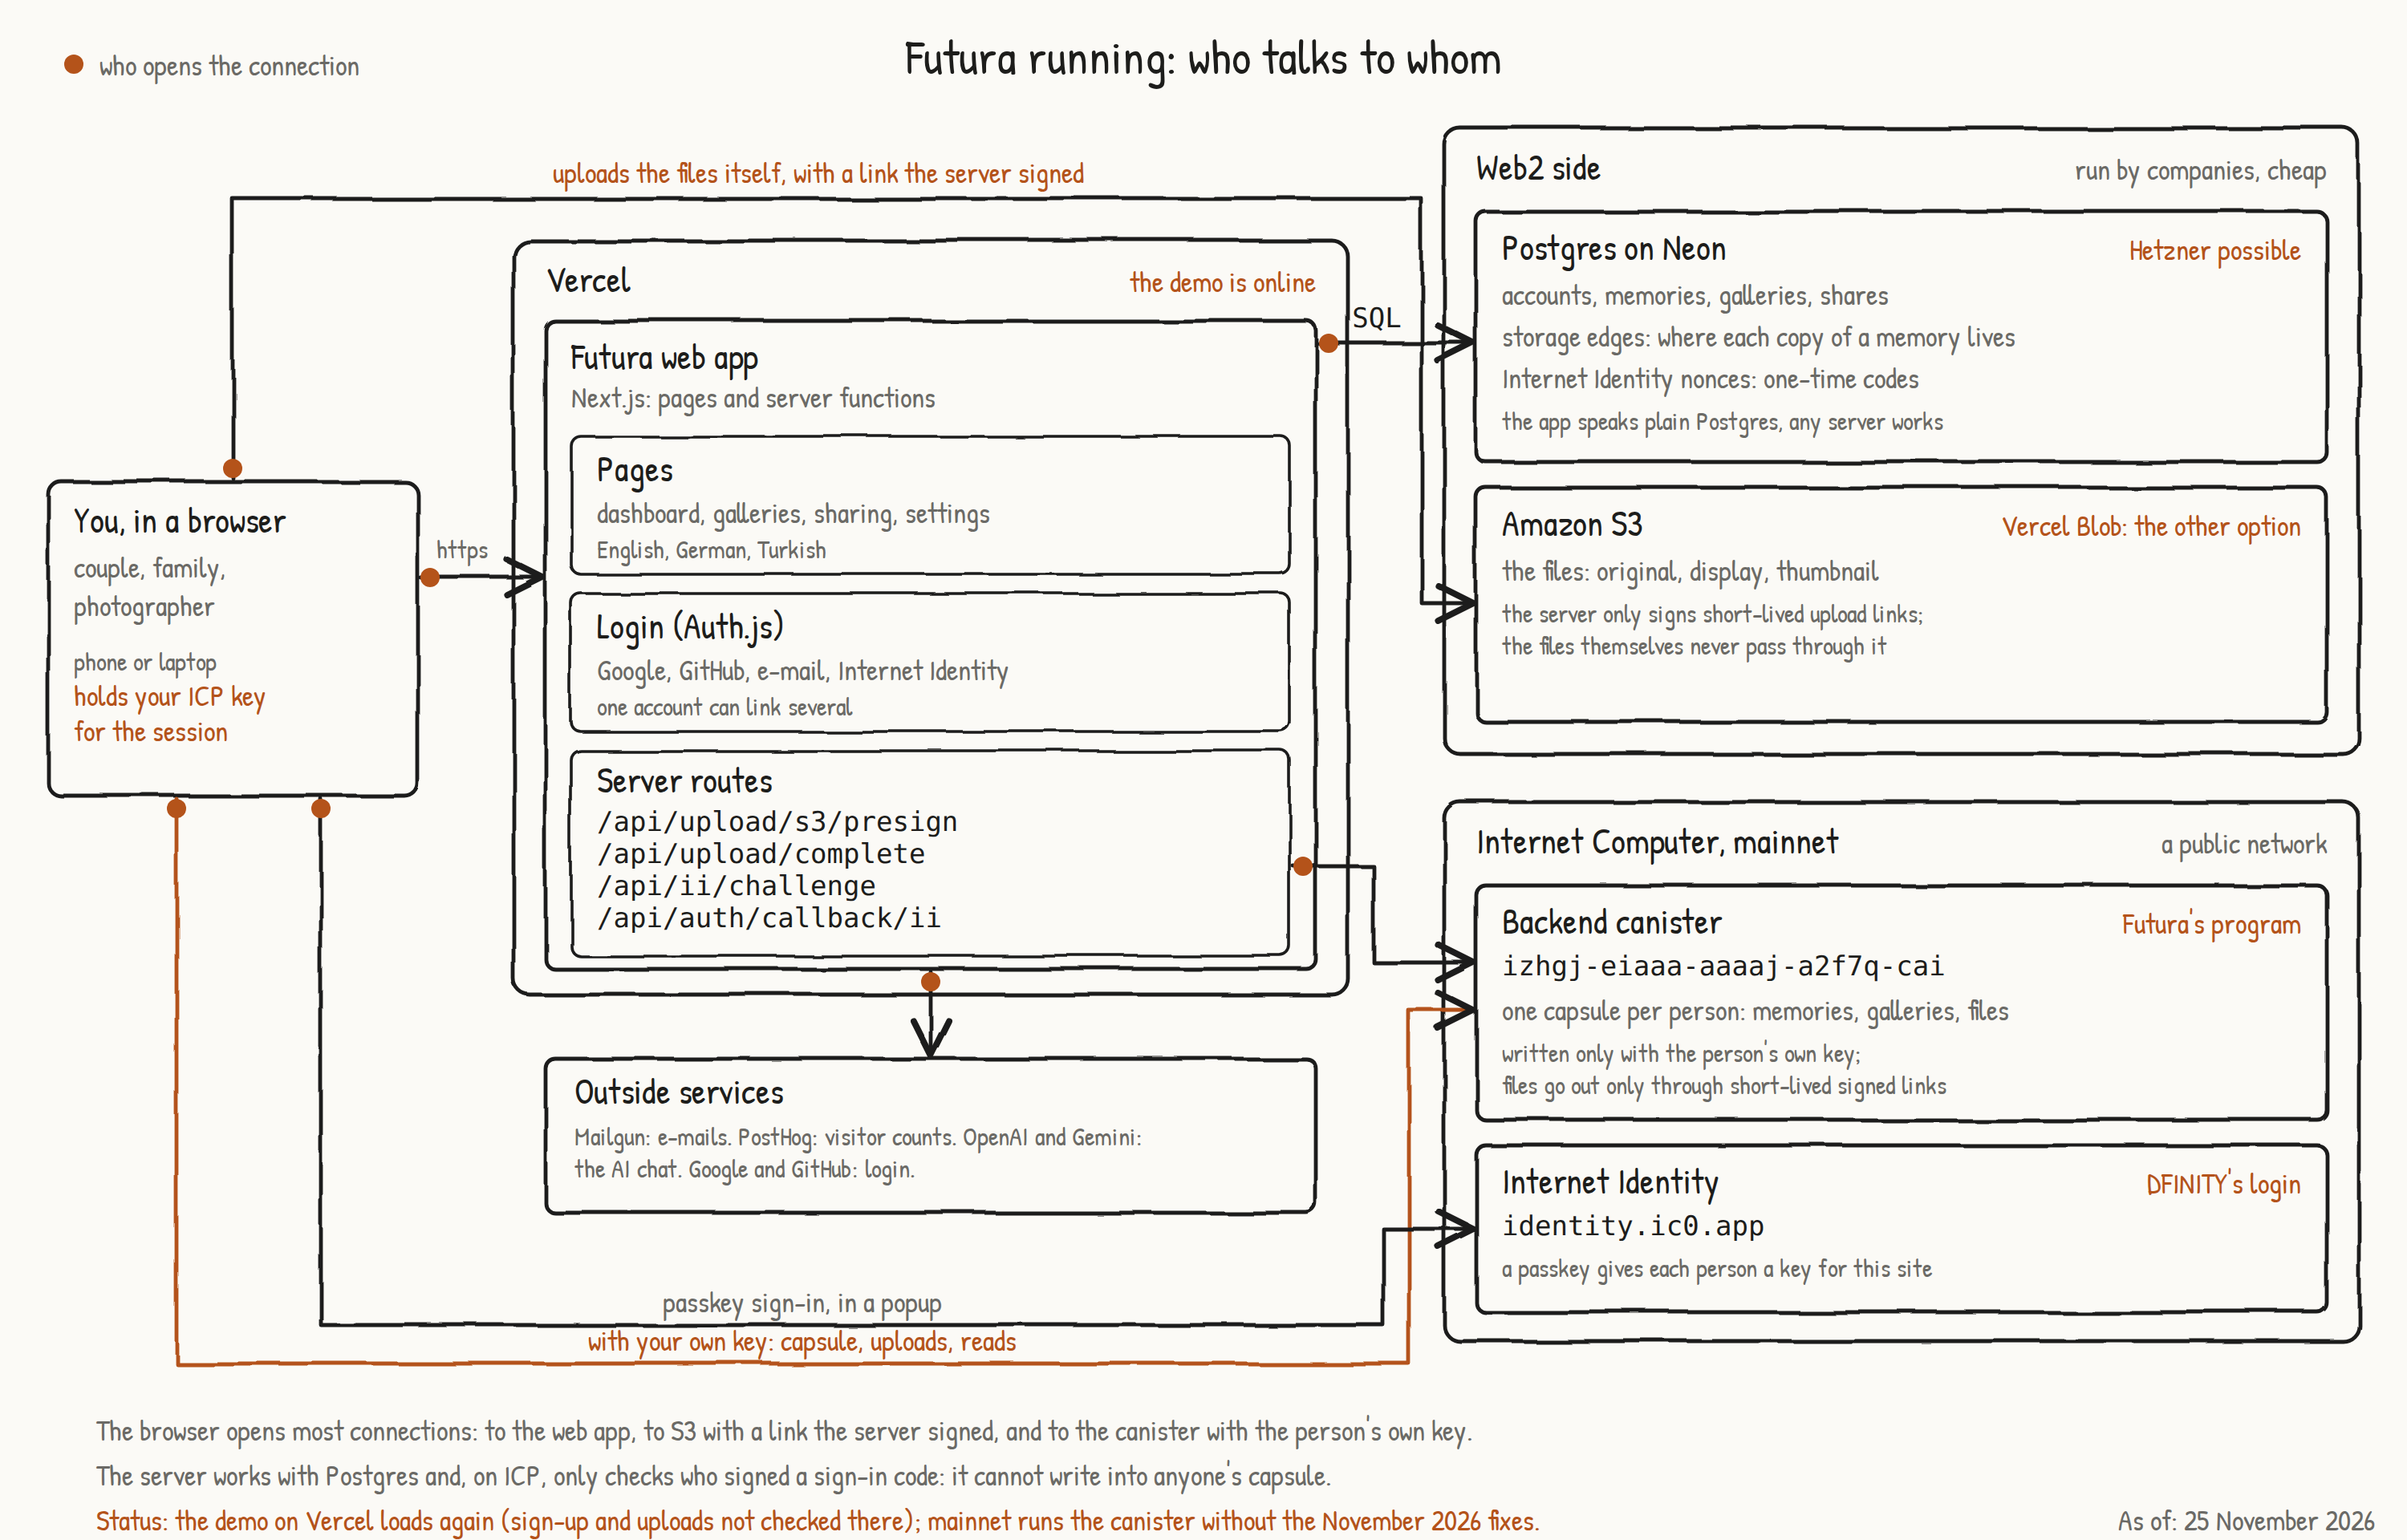 who opens the connection
Futura running: who talks to whom
uploads the files itself, with a link the server signed
You, in a browser
couple, family,
photographer
phone or laptop
holds your ICP key
for the session
https
Vercel
the demo is online
Futura web app
Next.js: pages and server functions
Pages
dashboard, galleries, sharing, settings
English, German, Turkish
Login (Auth.js)
Google, GitHub, e-mail, Internet Identity
one account can link several
Server routes
/api/upload/s3/presign
/api/upload/complete
/api/ii/challenge
/api/auth/callback/ii
SQL
Outside services
Mailgun: e-mails. PostHog: visitor counts. OpenAI and Gemini:
the AI chat. Google and GitHub: login.
passkey sign-in, in a popup
with your own key: capsule, uploads, reads
Web2 side
run by companies, cheap
Postgres on Neon
Hetzner possible
accounts, memories, galleries, shares
storage edges: where each copy of a memory lives
Internet Identity nonces: one-time codes
the app speaks plain Postgres, any server works
Amazon S3
Vercel Blob: the other option
the files: original, display, thumbnail
the server only signs short-lived upload links;
the files themselves never pass through it
Internet Computer, mainnet
a public network
Backend canister
Futura's program
izhgj-eiaaa-aaaaj-a2f7q-cai
one capsule per person: memories, galleries, files
written only with the person's own key;
files go out only through short-lived signed links
Internet Identity
DFINITY's login
identity.ic0.app
a passkey gives each person a key for this site
The browser opens most connections: to the web app, to S3 with a link the server signed, and to the canister with the person's own key.
The server works with Postgres and, on ICP, only checks who signed a sign-in code: it cannot write into anyone's capsule.
Status: the demo on Vercel loads again (sign-up and uploads not checked there); mainnet runs the canister without the November 2026 fixes.
As of: 25 November 2026